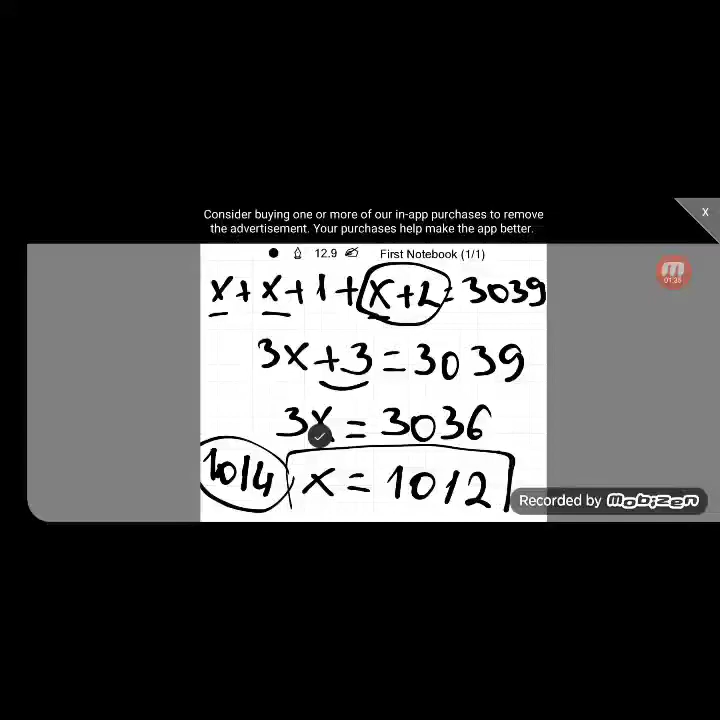 Consider buying one or more of our in-app purchases to remove
the advertisement. Your purchases help make the app better.
X
12.9 First Notebook (1/1)
01:35
x+x+1+x+2=3039
3x+3=3039
3x=3036
1014 x=1012
Recorded by mobizen